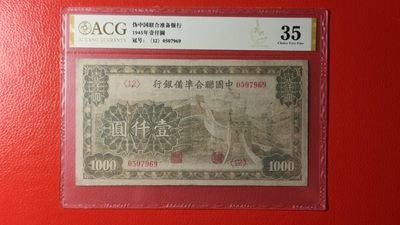 ACG
伪中国联合准备银行
1945年壹仟圆
冠号：〈12〉0507969
35
Choice Very Fine
〈12〉
行銀備準合聯國中
0507969
圓仟壹
0507969
〈12〉
1000
1000